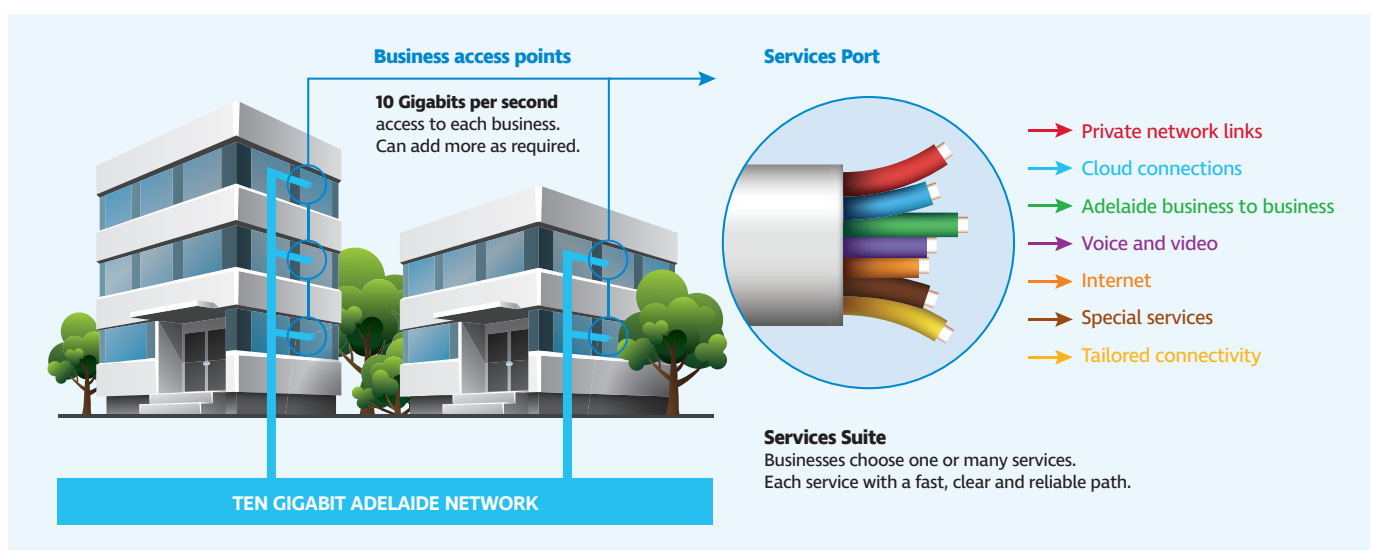 Business access points
10 Gigabits per second
access to each business.
Can add more as required.
TEN GIGABIT ADELAIDE NETWORK
Services Port
Private network links
Cloud connections
Adelaide business to business
Voice and video
Internet
Special services
Tailored connectivity
Services Suite
Businesses choose one or many services.
Each service with a fast, clear and reliable path.